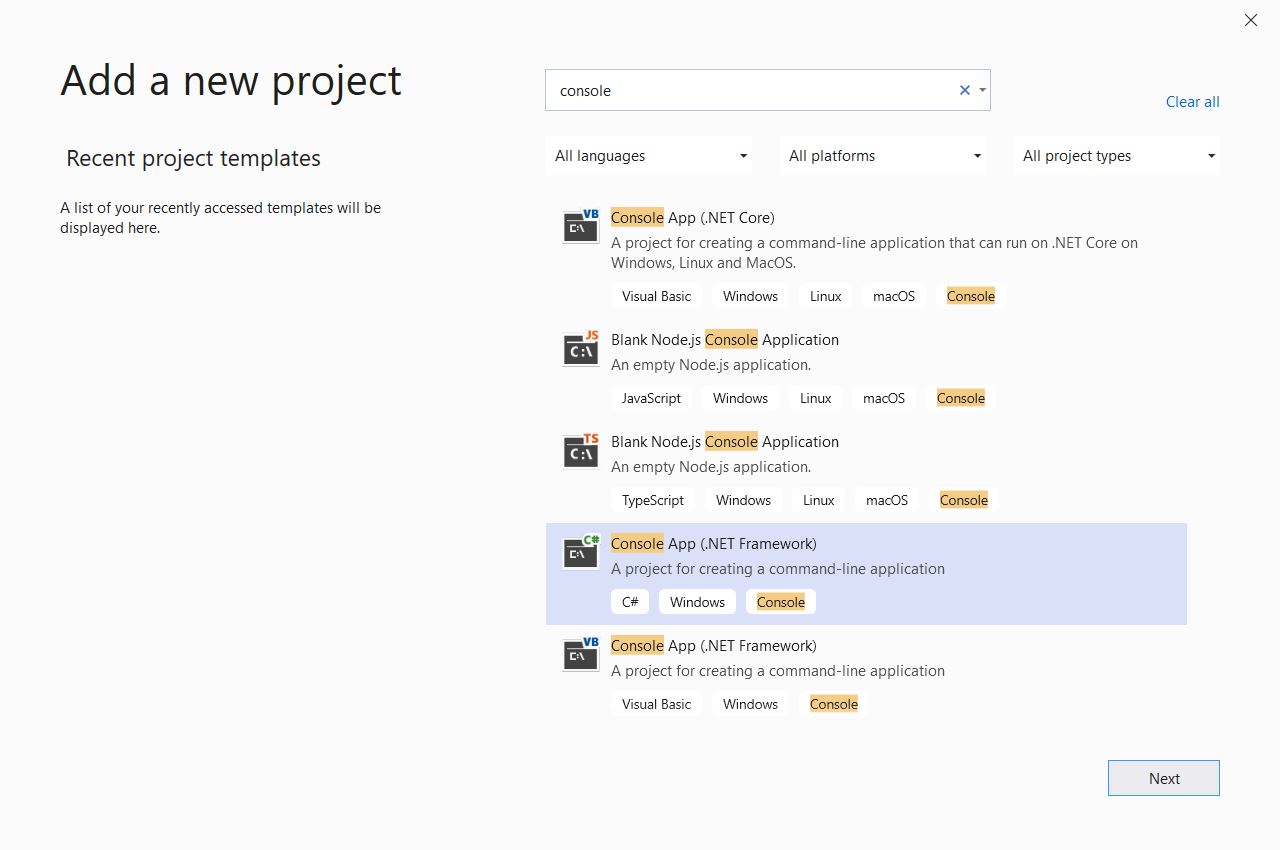 Add a new project
console
Clear all
Recent project templates
All languages
All platforms
All project types
A list of your recently accessed templates will be
displayed here.
VB
C:\
Console App (.NET Core)
A project for creating a command-line application that can run on .NET Core on
Windows, Linux and MacOS.
Visual Basic Windows Linux macOS Console
JS
C:\
Blank Node.js Console Application
An empty Node.js application.
JavaScript Windows Linux macOS Console
TS
C:\
Blank Node.js Console Application
An empty Node.js application.
TypeScript Windows Linux macOS Console
C#
C:\
Console App (.NET Framework)
A project for creating a command-line application
C# Windows Console
VB
C:\
Console App (.NET Framework)
A project for creating a command-line application
Visual Basic Windows Console
Next